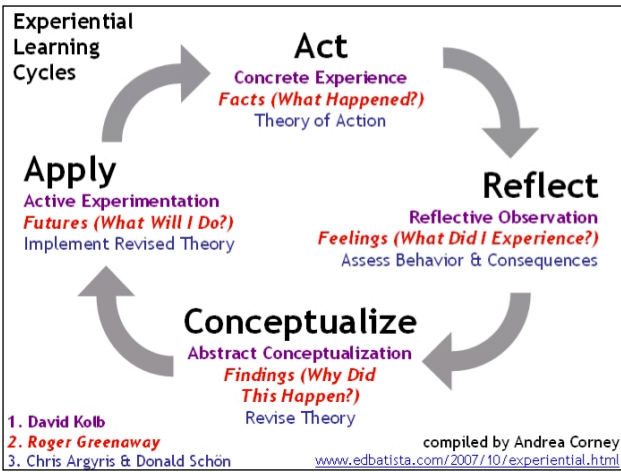 Experiential
Learning
Cycles
Act
Concrete Experience
Facts (What Happened?)
Theory of Action
Reflect
Reflective Observation
Feelings (What Did I Experience?)
Assess Behavior & Consequences
Conceptualize
Abstract Conceptualization
Findings (Why Did
This Happen?)
Revise Theory
Apply
Active Experimentation
Futures (What Will I Do?)
Implement Revised Theory
1. David Kolb
2. Roger Greenaway
3. Chris Argyris & Donald Schön
compiled by Andrea Corney
www.edbatista.com/2007/10/experiential.html